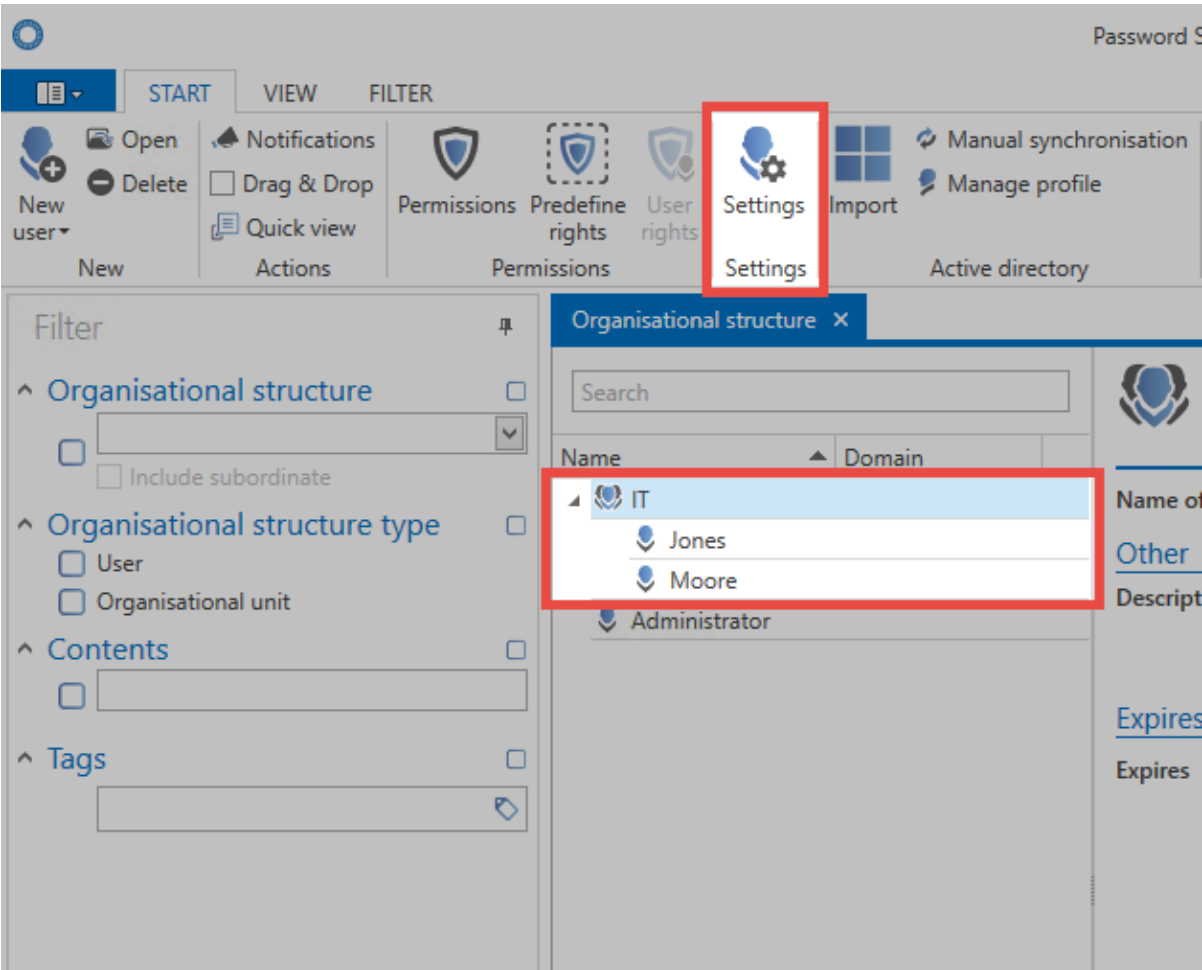 Password S
START VIEW FILTER
Open Notifications Manual synchronisation
Delete Drag & Drop Manage profile
New user Quick view Permissions Predefine rights User rights Settings Import
New Actions Permissions Settings Active directory
Filter
Organisational structure
Include subordinate
Organisational structure type
User
Organisational unit
Contents
Tags
Organisational structure ×
Search
Name Domain
IT
Jones
Moore
Administrator
Name of
Other
Descript
Expires
Expires